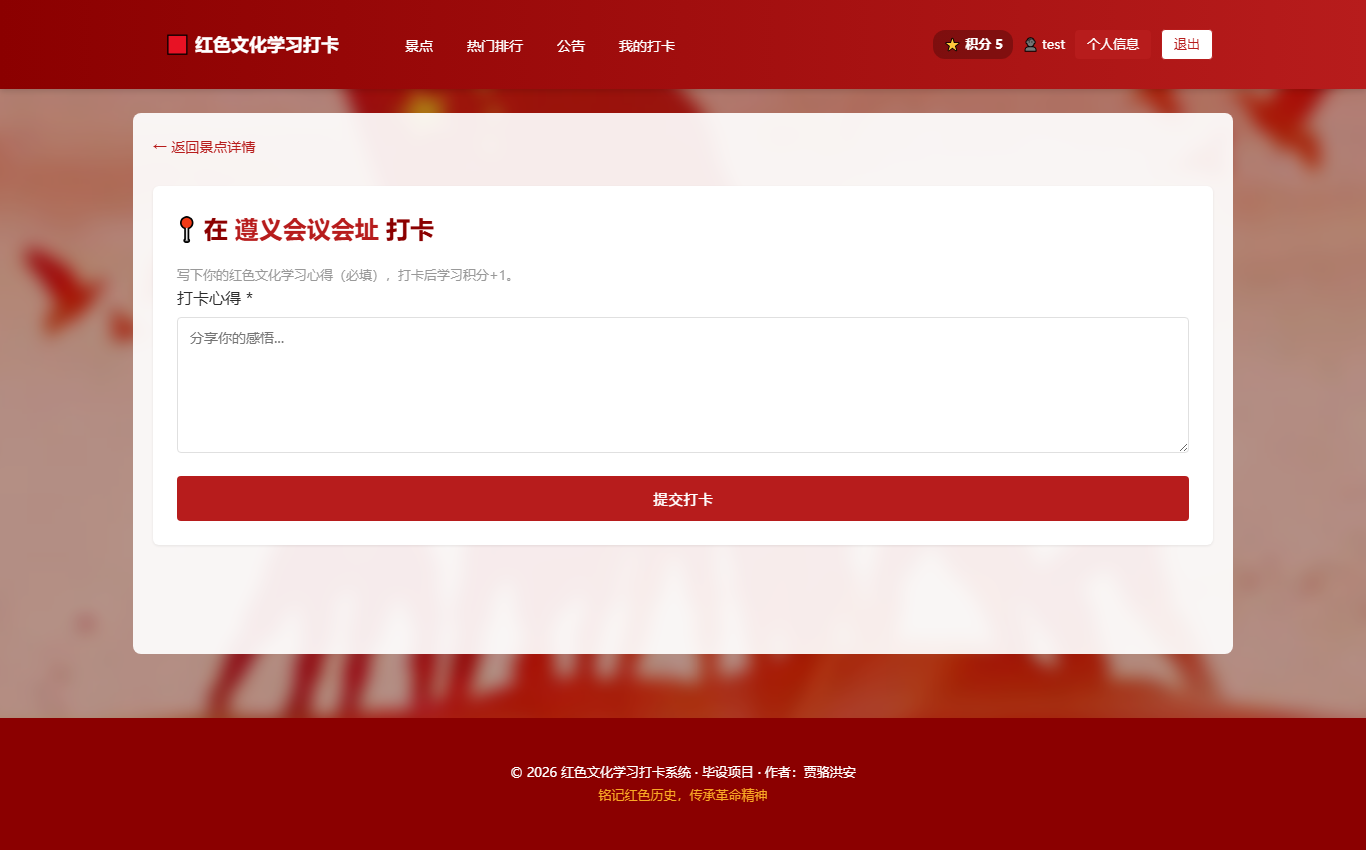 红色文化学习打卡
景点 热门排行 公告 我的打卡
积分 5 test 个人信息 退出
← 返回景点详情
在 遵义会议会址 打卡
写下你的红色文化学习心得（必填），打卡后学习积分+1。
打卡心得 *
分享你的感悟...
提交打卡
© 2026 红色文化学习打卡系统 · 毕设项目 · 作者：贾骆洪安
铭记红色历史，传承革命精神